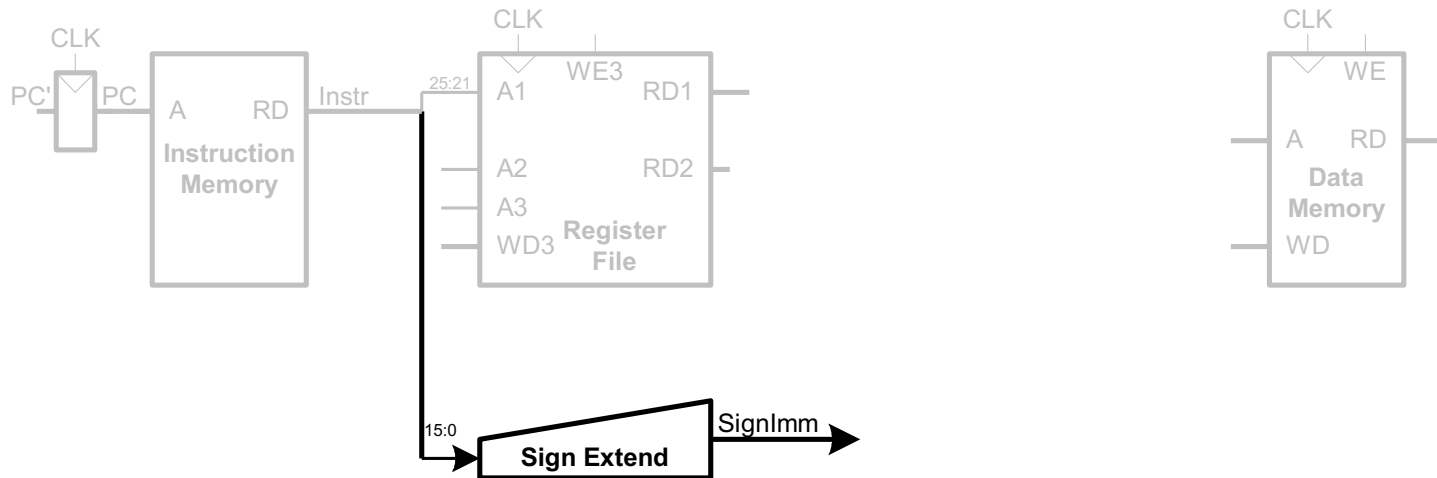 CLK
CLK
CLK
PC'
PC
A
RD
Instruction
Memory
Instr
25:21
A1
WE3
RD1
A2
RD2
A3
WD3
Register
File
WE
A
RD
Data
Memory
WD
15:0
Sign Extend
SignImm